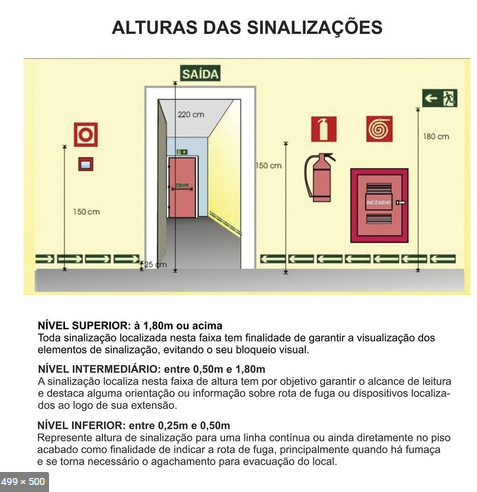 ALTURAS DAS SINALIZAÇÕES
SAÍDA
220 cm
180 cm
150 cm
150 cm
25 cm
INCÊNDIO
NÍVEL SUPERIOR: à 1,80m ou acima
Toda sinalização localizada nesta faixa tem finalidade de garantir a visualização dos
elementos de sinalização, evitando o seu bloqueio visual.
NÍVEL INTERMEDIÁRIO: entre 0,50m e 1,80m
A sinalização localiza nesta faixa de altura tem por objetivo garantir o alcance de leitura
e destaca alguma orientação ou informação sobre rota de fuga ou dispositivos localiza-
dos ao logo de sua extensão.
NÍVEL INFERIOR: entre 0,25m e 0,50m
Represente altura de sinalização para uma linha contínua ou ainda diretamente no piso
acabado como finalidade de indicar a rota de fuga, principalmente quando há fumaça
e se torna necessário o agachamento para evacuação do local.
499 × 500